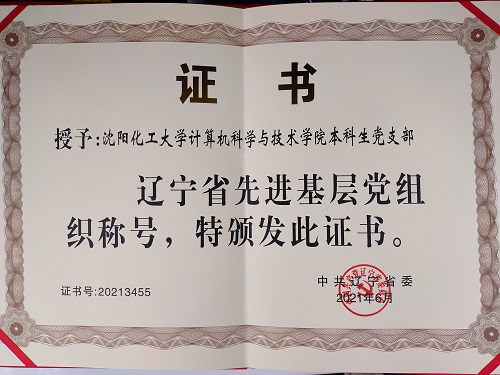 证书
授予:沈阳化工大学计算机科学与技术学院本科生党支部
辽宁省先进基层党组
织称号，特颁发此证书。
中共辽宁省委
证书号:20213455
2021年6月